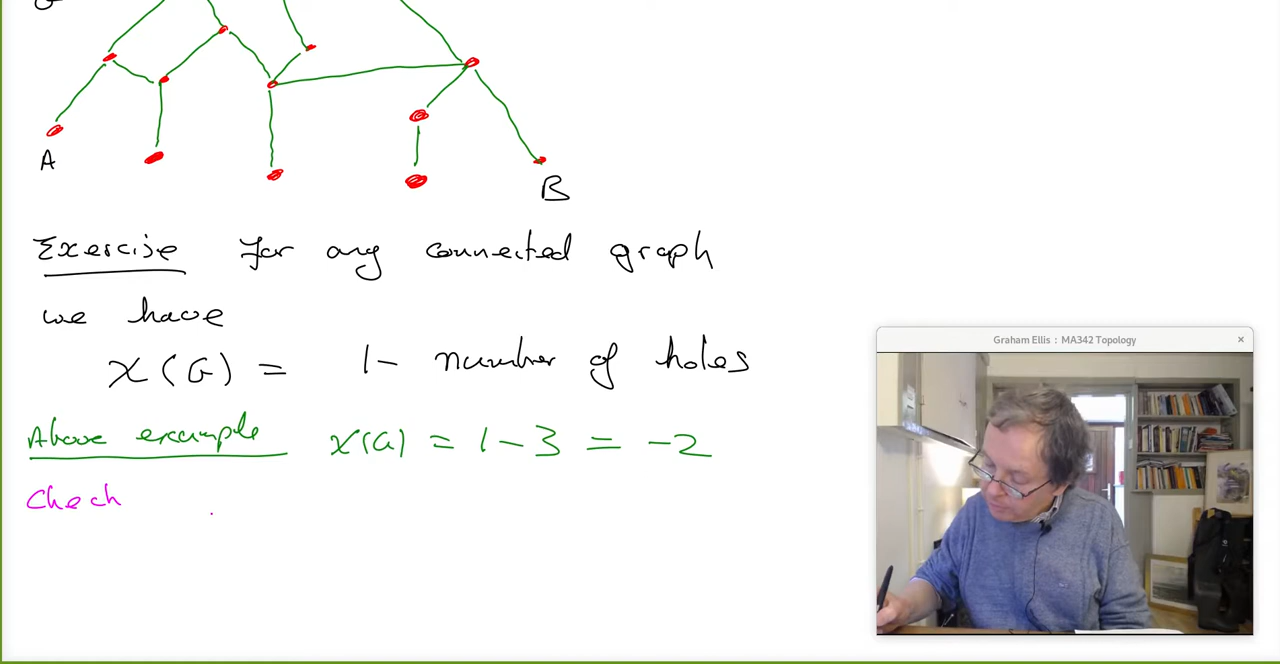 A
B
Exercise for any connected graph
we have
χ(G) = 1- number of holes
Above example χ(G) = 1-3 = -2
Check
Graham Ellis : MA342 Topology